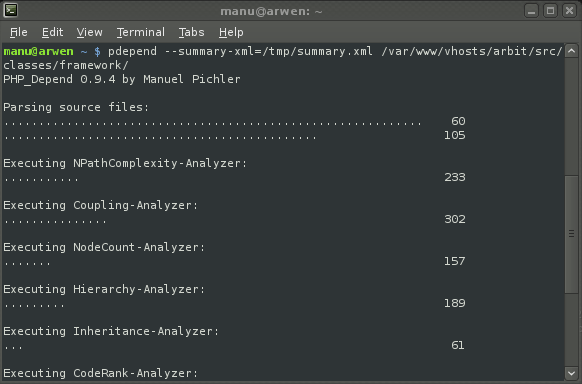 manu@arwen: ~
File Edit View Terminal Tabs Help
manu@arwen ~ $ pdepend --summary-xml=/tmp/summary.xml /var/www/vhosts/arbit/src/
classes/framework/
PHP_Depend 0.9.4 by Manuel Pichler
Parsing source files:
............................................................ 60
............................................. 105
Executing NPathComplexity-Analyzer:
........... 233
Executing Coupling-Analyzer:
............... 302
Executing NodeCount-Analyzer:
....... 157
Executing Hierarchy-Analyzer:
......... 189
Executing Inheritance-Analyzer:
... 61
Executing CodeRank-Analyzer: